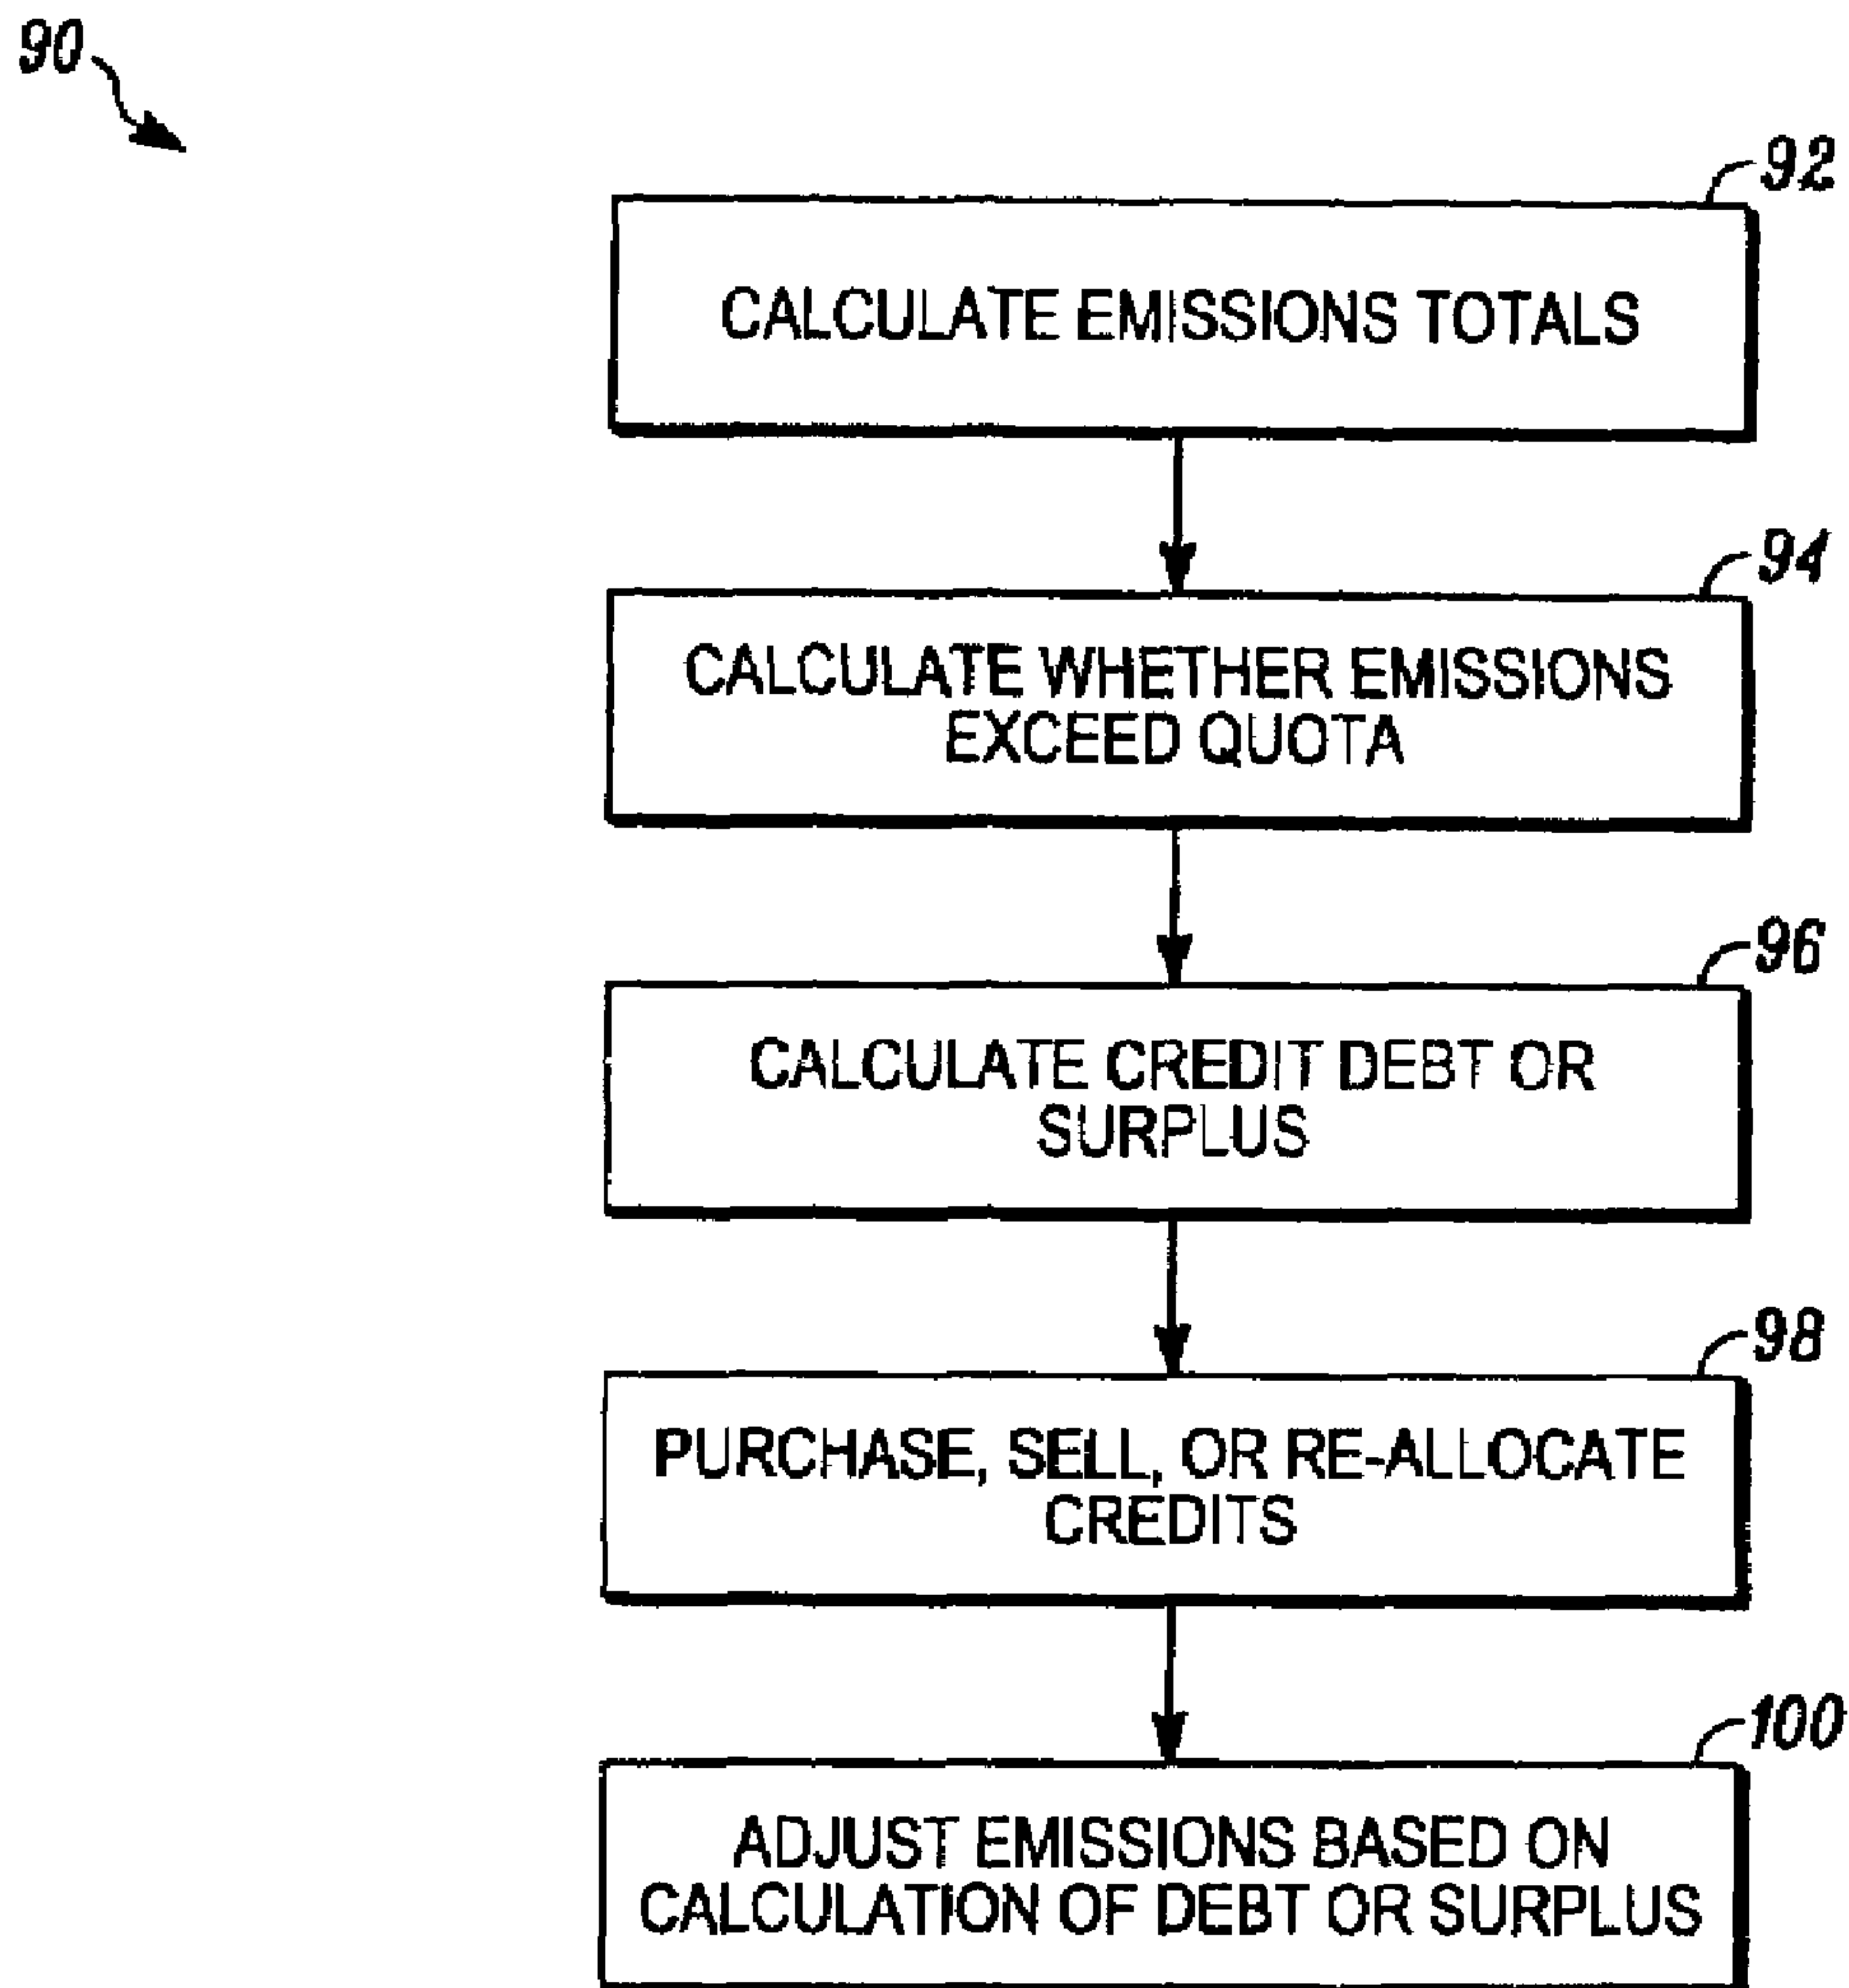 90
92
CALCULATE EMISSIONS TOTALS
94
CALCULATE WHETHER EMISSIONS
EXCEED QUOTA
96
CALCULATE CREDIT DEBT OR
SURPLUS
98
PURCHASE, SELL, OR RE-ALLOCATE
CREDITS
100
ADJUST EMISSIONS BASED ON
CALCULATION OF DEBT OR SURPLUS